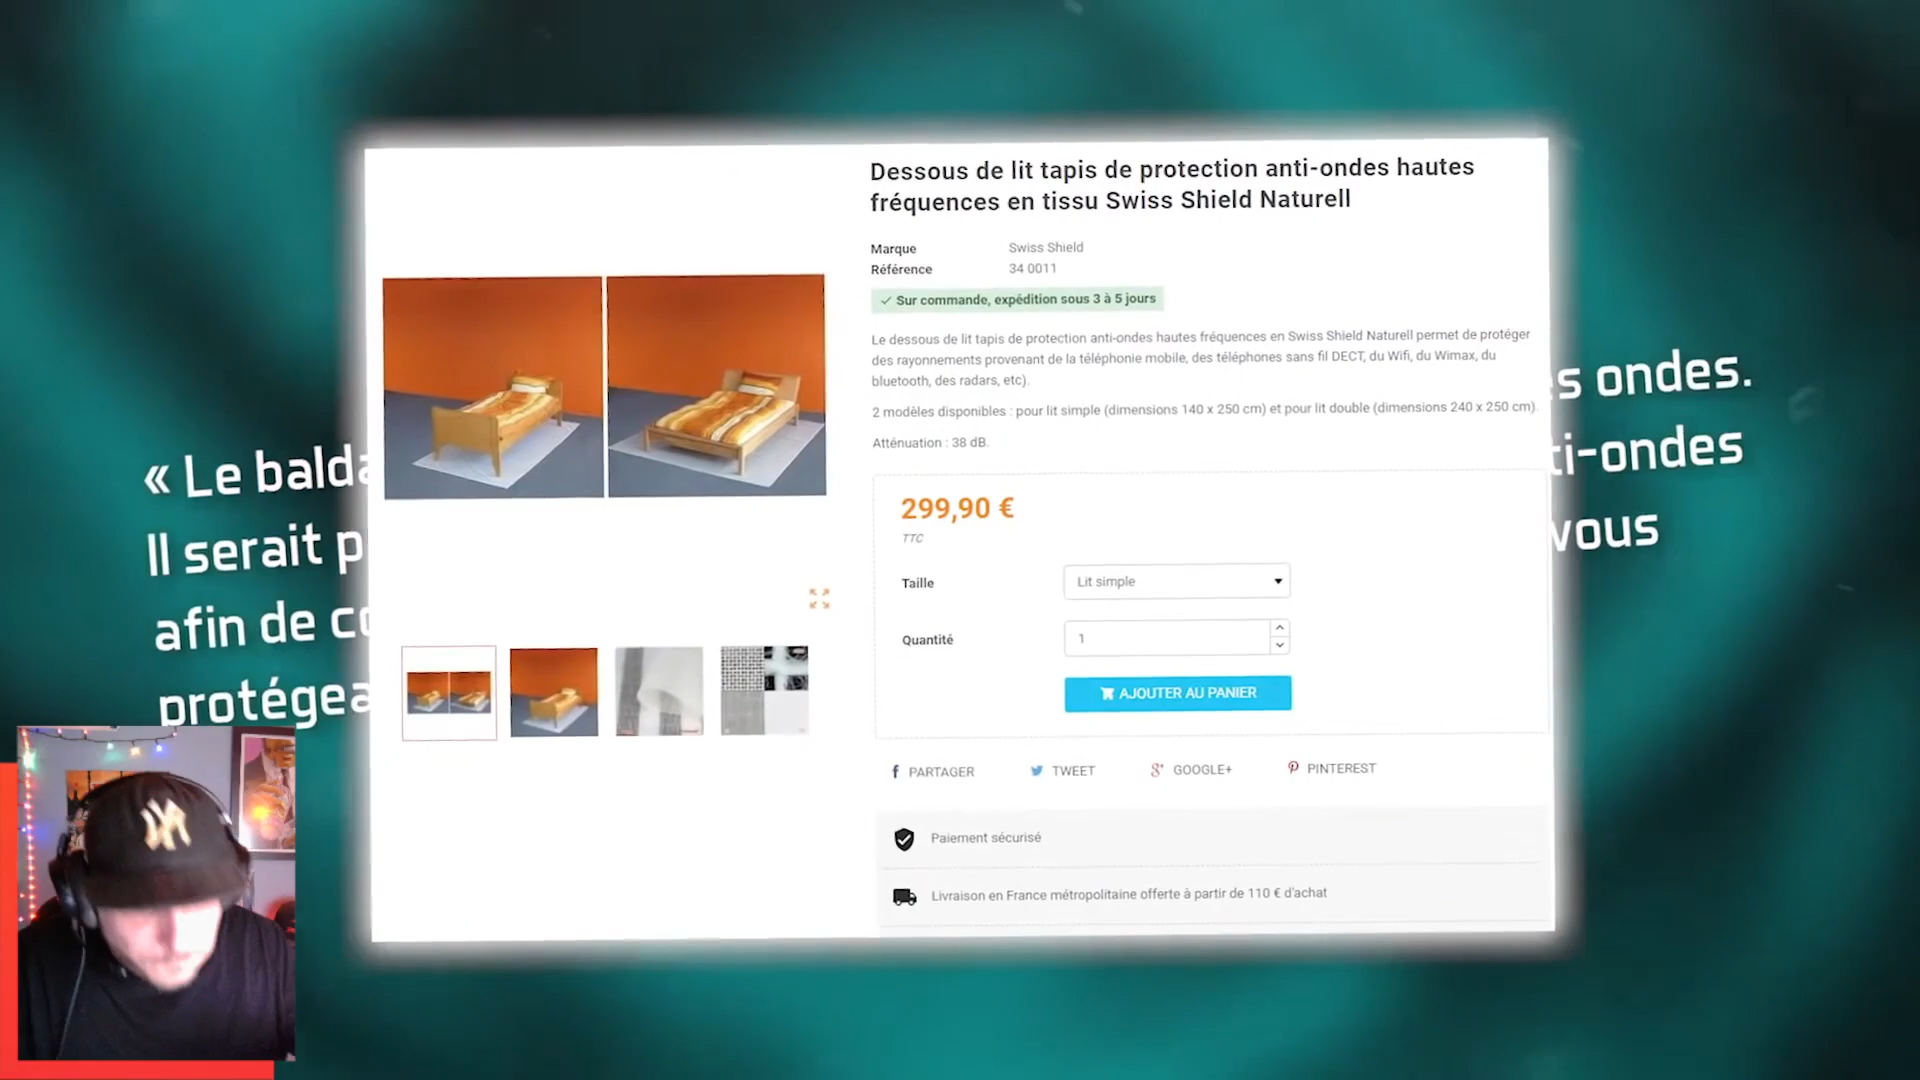 Dessous de lit tapis de protection anti-ondes hautes
fréquences en tissu Swiss Shield Naturell
Marque Swiss Shield
Référence 34 0011
✓ Sur commande, expédition sous 3 à 5 jours
Le dessous de lit tapis de protection anti-ondes hautes fréquences en Swiss Shield Naturell permet de protéger
des rayonnements provenant de la téléphonie mobile, des téléphones sans fil DECT, du Wifi, du Wimax, du
bluetooth, des radars, etc).
2 modèles disponibles : pour lit simple (dimensions 140 x 250 cm) et pour lit double (dimensions 240 x 250 cm).
Atténuation : 38 dB.
299,90 €
TTC
Taille Lit simple
Quantité 1
AJOUTER AU PANIER
PARTAGER TWEET GOOGLE+ PINTEREST
Paiement sécurisé
Livraison en France métropolitaine offerte à partir de 110 € d'achat
« Le balda
ondes.
Il serait p
ti-ondes
afin de co
vous
protégea
NY